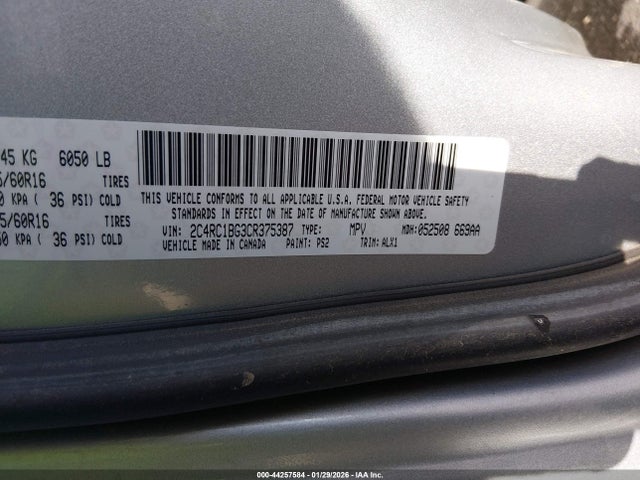 45 KG 6050 LB
/60R16 TIRES
0 KPA ( 36 PSI) COLD
5/60R16 TIRES
0 KPA ( 36 PSI) COLD
THIS VEHICLE CONFORMS TO ALL APPLICABLE U.S.A. FEDERAL MOTOR VEHICLE SAFETY
STANDARDS IN EFFECT ON THE DATE OF MANUFACTURE SHOWN ABOVE.
VIN: 2C4RC1BG3CR375387 TYPE: MPV MDH:052508 669AA
VEHICLE MADE IN CANADA PAINT: PS2 TRIM: ALX1
000-44257584 | 01/29/2026 | IAA Inc.